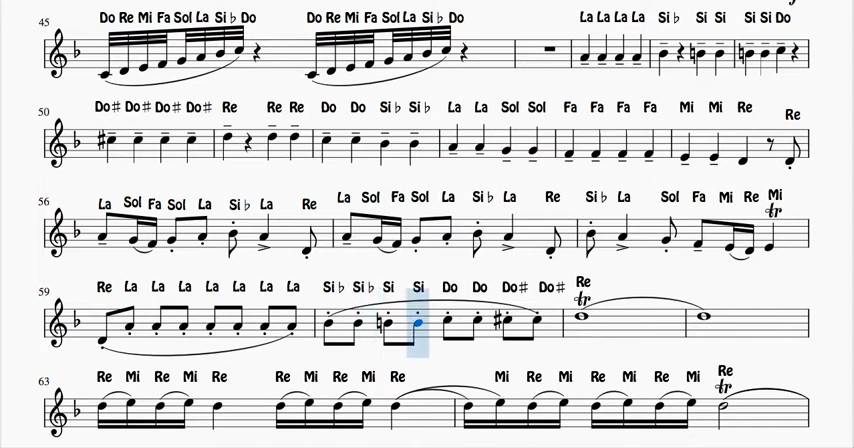 45
Do Re Mi Fa Sol La Si♭ Do Do Re Mi Fa Sol La Si♭ Do La La La La Si♭ Si Si Si Si Do
50
Do♯ Do♯ Do♯ Do♯ Re Re Re Do Do Si♭ Si♭ La La Sol Sol Fa Fa Fa Fa Mi Mi Re Re
56
La Sol Fa Sol La Si♭ La Re La Sol Fa Sol La Si♭ La Re Si♭ La Sol Fa Mi Re Mi
tr
59
Re La La La La La La Si♭ Si♭ Si Si Do Do Do♯ Do♯ Re
tr
63
Re Mi Re Mi Re Re Mi Re Mi Re Mi Re Mi Re Mi Re Mi Re
tr